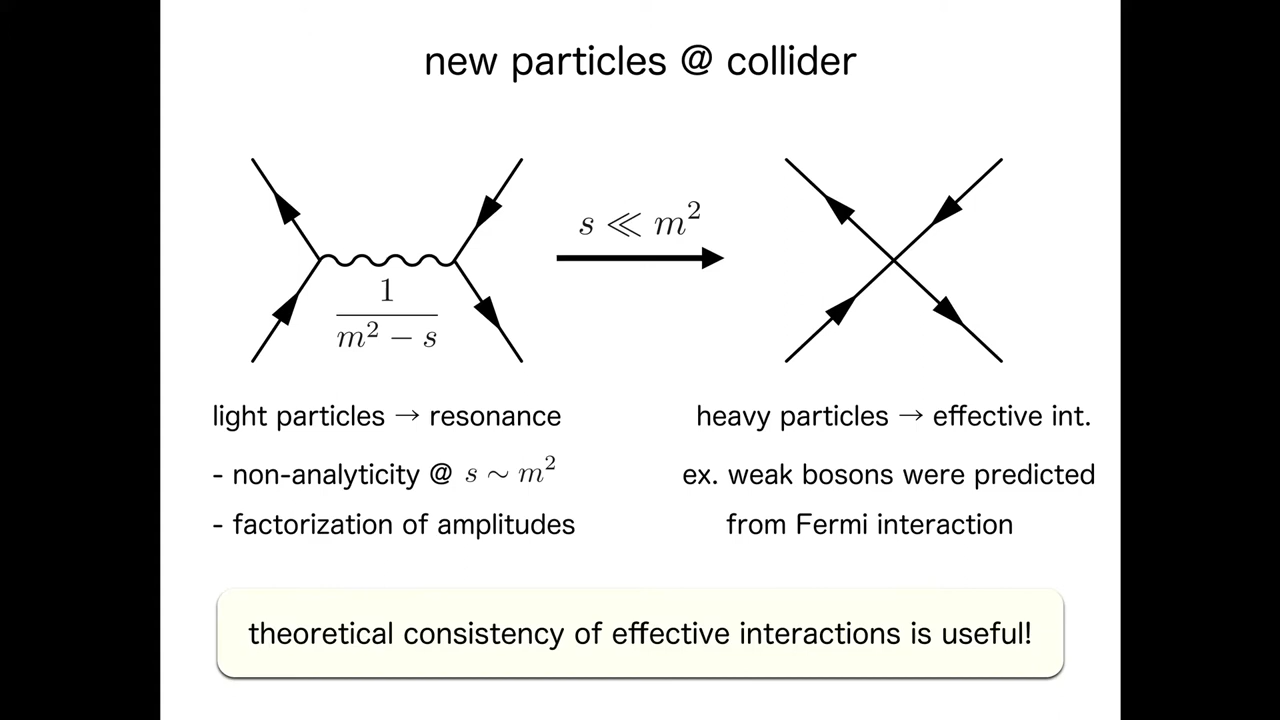 new particles @ collider
s ≪ m²
1
m² − s
light particles → resonance
- non-analyticity @ s ∼ m²
- factorization of amplitudes
heavy particles → effective int.
ex. weak bosons were predicted
from Fermi interaction
theoretical consistency of effective interactions is useful!